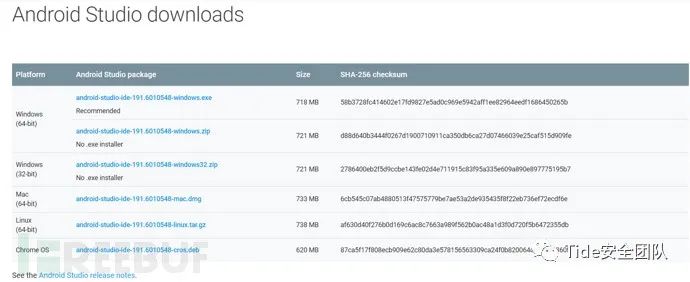 Android Studio downloads
Platform Android Studio package Size SHA-256 checksum
Windows (64-bit) android-studio-ide-191.6010548-windows.exe 718 MB 58b3728fc414602e17fd9827e5ad0c969e5942aff1ee82964eedf1686450265b
Recommended
android-studio-ide-191.6010548-windows.zip 721 MB d88d640b3444f0267d1900710911ca350db6ca27d07466039e25caf515d909fe
No .exe installer
Windows (32-bit) android-studio-ide-191.6010548-windows32.zip 721 MB 2786400eb2f5d9ccbe143fe02d4e711915c83f95a335e609a890e897775195b7
No .exe installer
Mac (64-bit) android-studio-ide-191.6010548-mac.dmg 733 MB 6cb545c07ab4880513f47575779be7ae53a2de935435f8f22eb736ef72ecdf6e
Linux (64-bit) android-studio-ide-191.6010548-linux.tar.gz 738 MB af630d40f276b0d169c6ac8c7663a989f562b0ac48a1d3f0d720f5b6472355db
Chrome OS android-studio-ide-191.6010548-cros.deb 620 MB
See the Android Studio release notes.
REEBUF
Tide安全团队